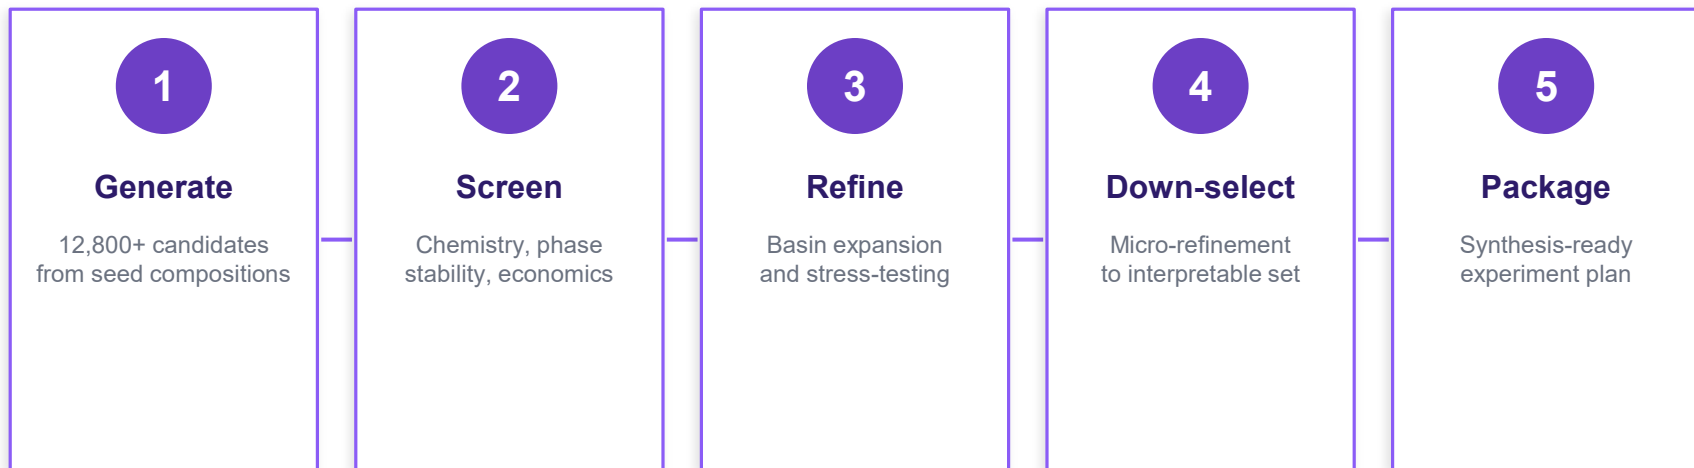 1
Generate
12,800+ candidates
from seed compositions
2
Screen
Chemistry, phase
stability, economics
3
Refine
Basin expansion
and stress-testing
4
Down-select
Micro-refinement
to interpretable set
5
Package
Synthesis-ready
experiment plan